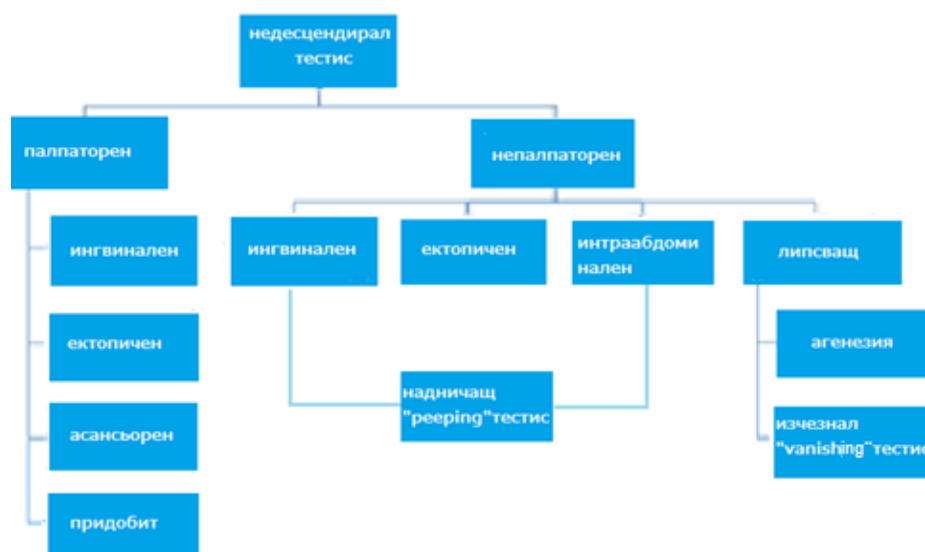 недесцендирал
тестис
палпаторен
непалпаторен
ингвинален
ектопичен
асансьорен
придобит
ингвинален
ектопичен
интраабдоми
нален
липсващ
надничащ
"peeping"тестис
агенезия
изчезнал
"vanishing"тестис